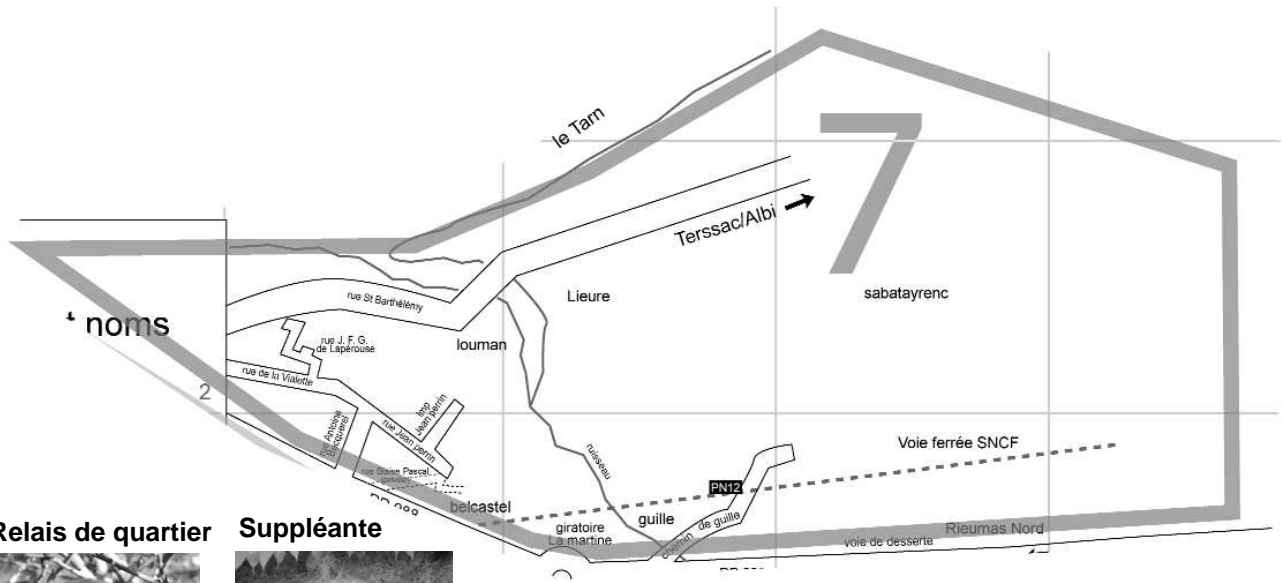 le Tarn
7
Terssac/Albi
sabatayrenc
Lieure
rue St Barthélémy
noms
louman
rue J. F. G.
de Lapérouse
rue de la Vialette
2
Imp
Jean perrin
rue Antoine
Becquerel
rue Jean perrin
Voie ferrée SNCF
ruisseau
rue Blaise Pascal
(privée)
PN12
belcastel
guille
chemin de guille
giratoire
La martine
Rieumas Nord
voie de desserte
Relais de quartier
Suppléante